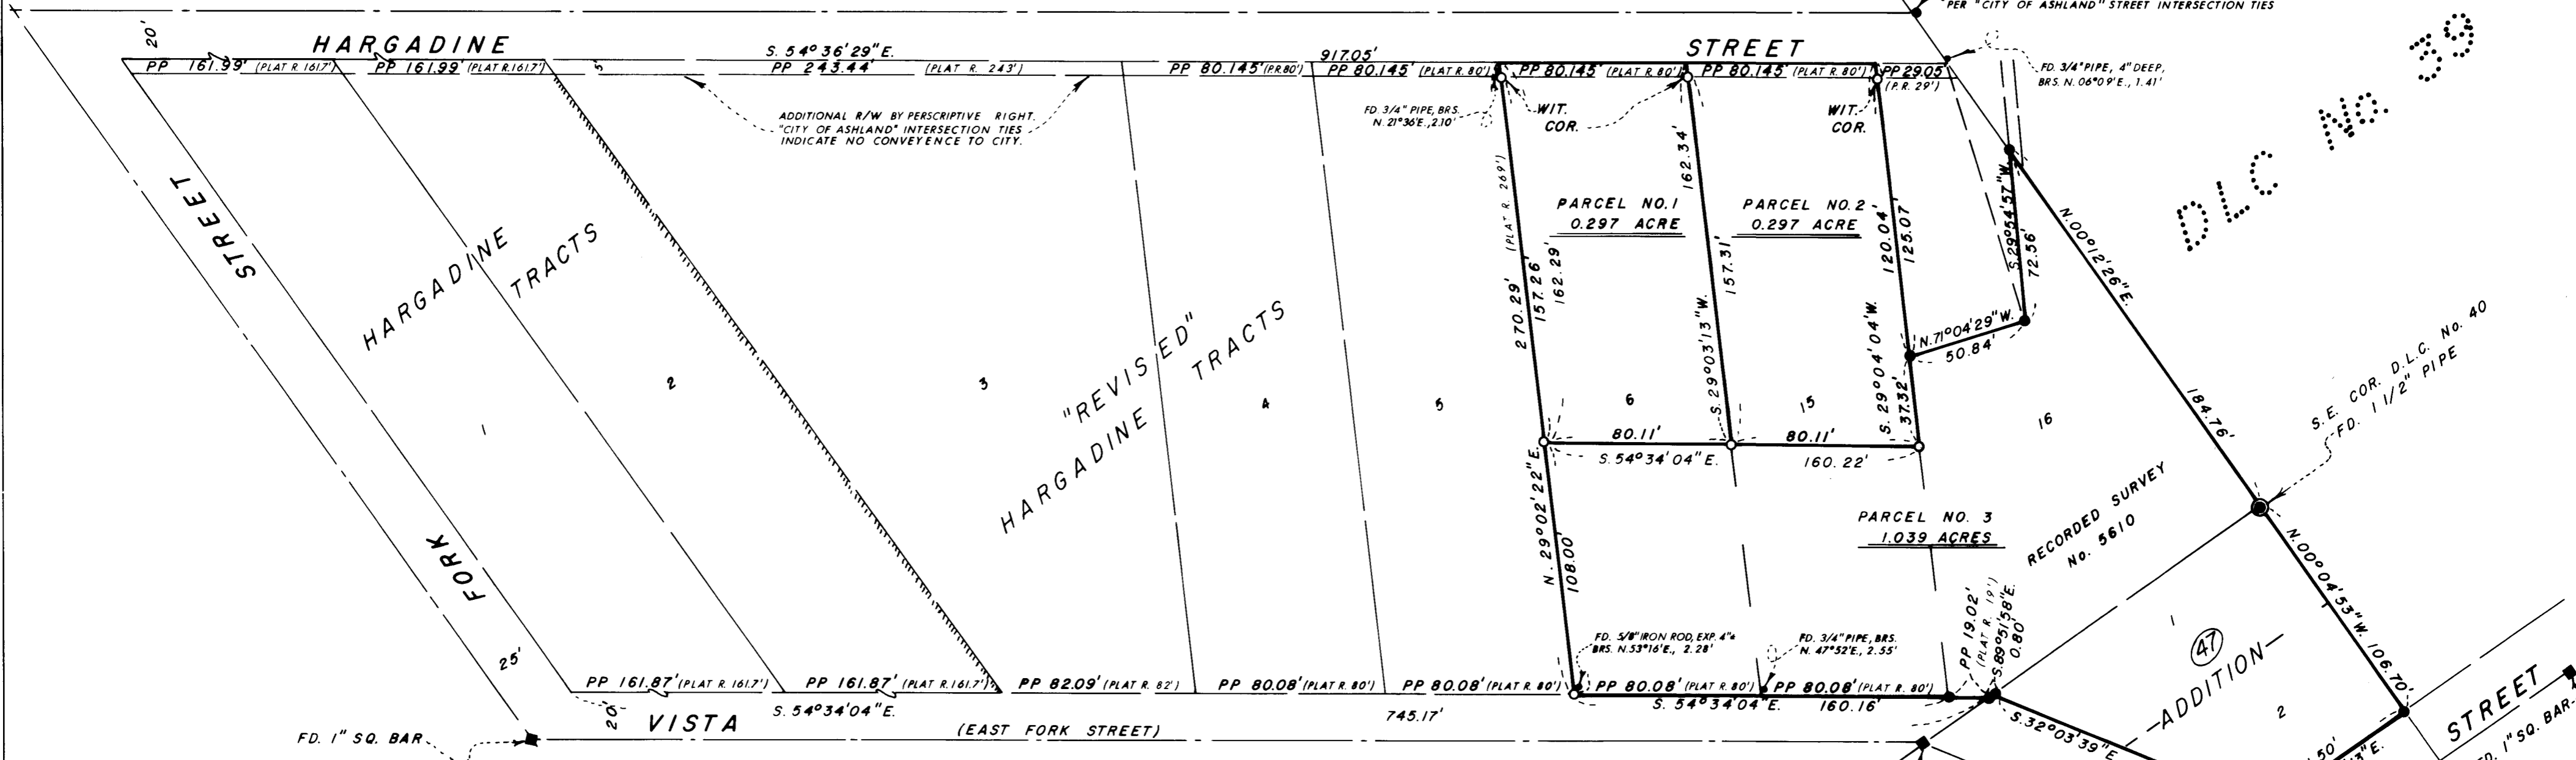 PER "CITY OF ASHLAND" STREET INTERSECTION TIES
20'
HARGADINE
S. 54°36'29"E.
917.05'
STREET
PP 161.99' (PLAT R. 161.7')
PP 161.99' (PLAT R. 161.7')
5'
PP 243.44' (PLAT R. 243')
PP 80.145' (P.R. 80')
PP 80.145' (PLAT R. 80')
PP 80.145' (PLAT R. 80')
PP 80.145' (PLAT R. 80')
PP 29.05'
(P.R. 29')
FD. 3/4" PIPE, 4" DEEP,
BRS. N. 06°09'E., 1.41'
DLC No. 39
ADDITIONAL R/W BY PERSCRIPTIVE RIGHT.
"CITY OF ASHLAND" INTERSECTION TIES
INDICATE NO CONVEYENCE TO CITY.
FD. 3/4" PIPE, BRS.
N. 21°36'E., 2.10'
WIT.
COR.
WIT.
COR.
STREET
FORK
HARGADINE
TRACTS
"REVISED"
HARGADINE
TRACTS
1
2
3
4
5
6
15
16
(PLAT R. 269')
270.29'
157.26'
162.29'
PARCEL NO. 1
0.297 ACRE
162.34'
157.31'
S. 29°03'13"W.
PARCEL NO. 2
0.297 ACRE
120.04'
125.07'
S. 29°04'04"W.
37.32'
S. 29°54'57"W.
72.56'
N. 71°04'29"W.
50.84'
N. 00°12'26"E.
184.76'
S.E. COR. D.L.C. No. 40
FD. 1 1/2" PIPE
80.11'
80.11'
S. 54°34'04"E.
160.22'
N. 29°02'22"E.
108.00'
PARCEL NO. 3
1.039 ACRES
RECORDED SURVEY
No. 5610
N. 00°04'53"W. 106.70'
FD. 5/8" IRON ROD, EXP. 4" &
BRS. N. 53°16'E., 2.28'
FD. 3/4" PIPE, BRS.
N. 47°52'E., 2.55'
PP 19.02'
(PLAT R. 19')
S. 89°51'58"E.
0.80'
1
47
ADDITION
2
25'
20'
PP 161.87' (PLAT R. 161.7')
PP 161.87' (PLAT R. 161.7')
PP 82.09' (PLAT R. 82')
PP 80.08' (PLAT R. 80')
PP 80.08' (PLAT R. 80')
PP 80.08' (PLAT R. 80')
PP 80.08' (PLAT R. 80')
S. 54°34'04"E.
VISTA
(EAST FORK STREET)
745.17'
S. 54°34'04"E.
160.16'
S. 32°03'39"E.
FD. 1" SQ. BAR
STREET
FD. 1" SQ. BAR